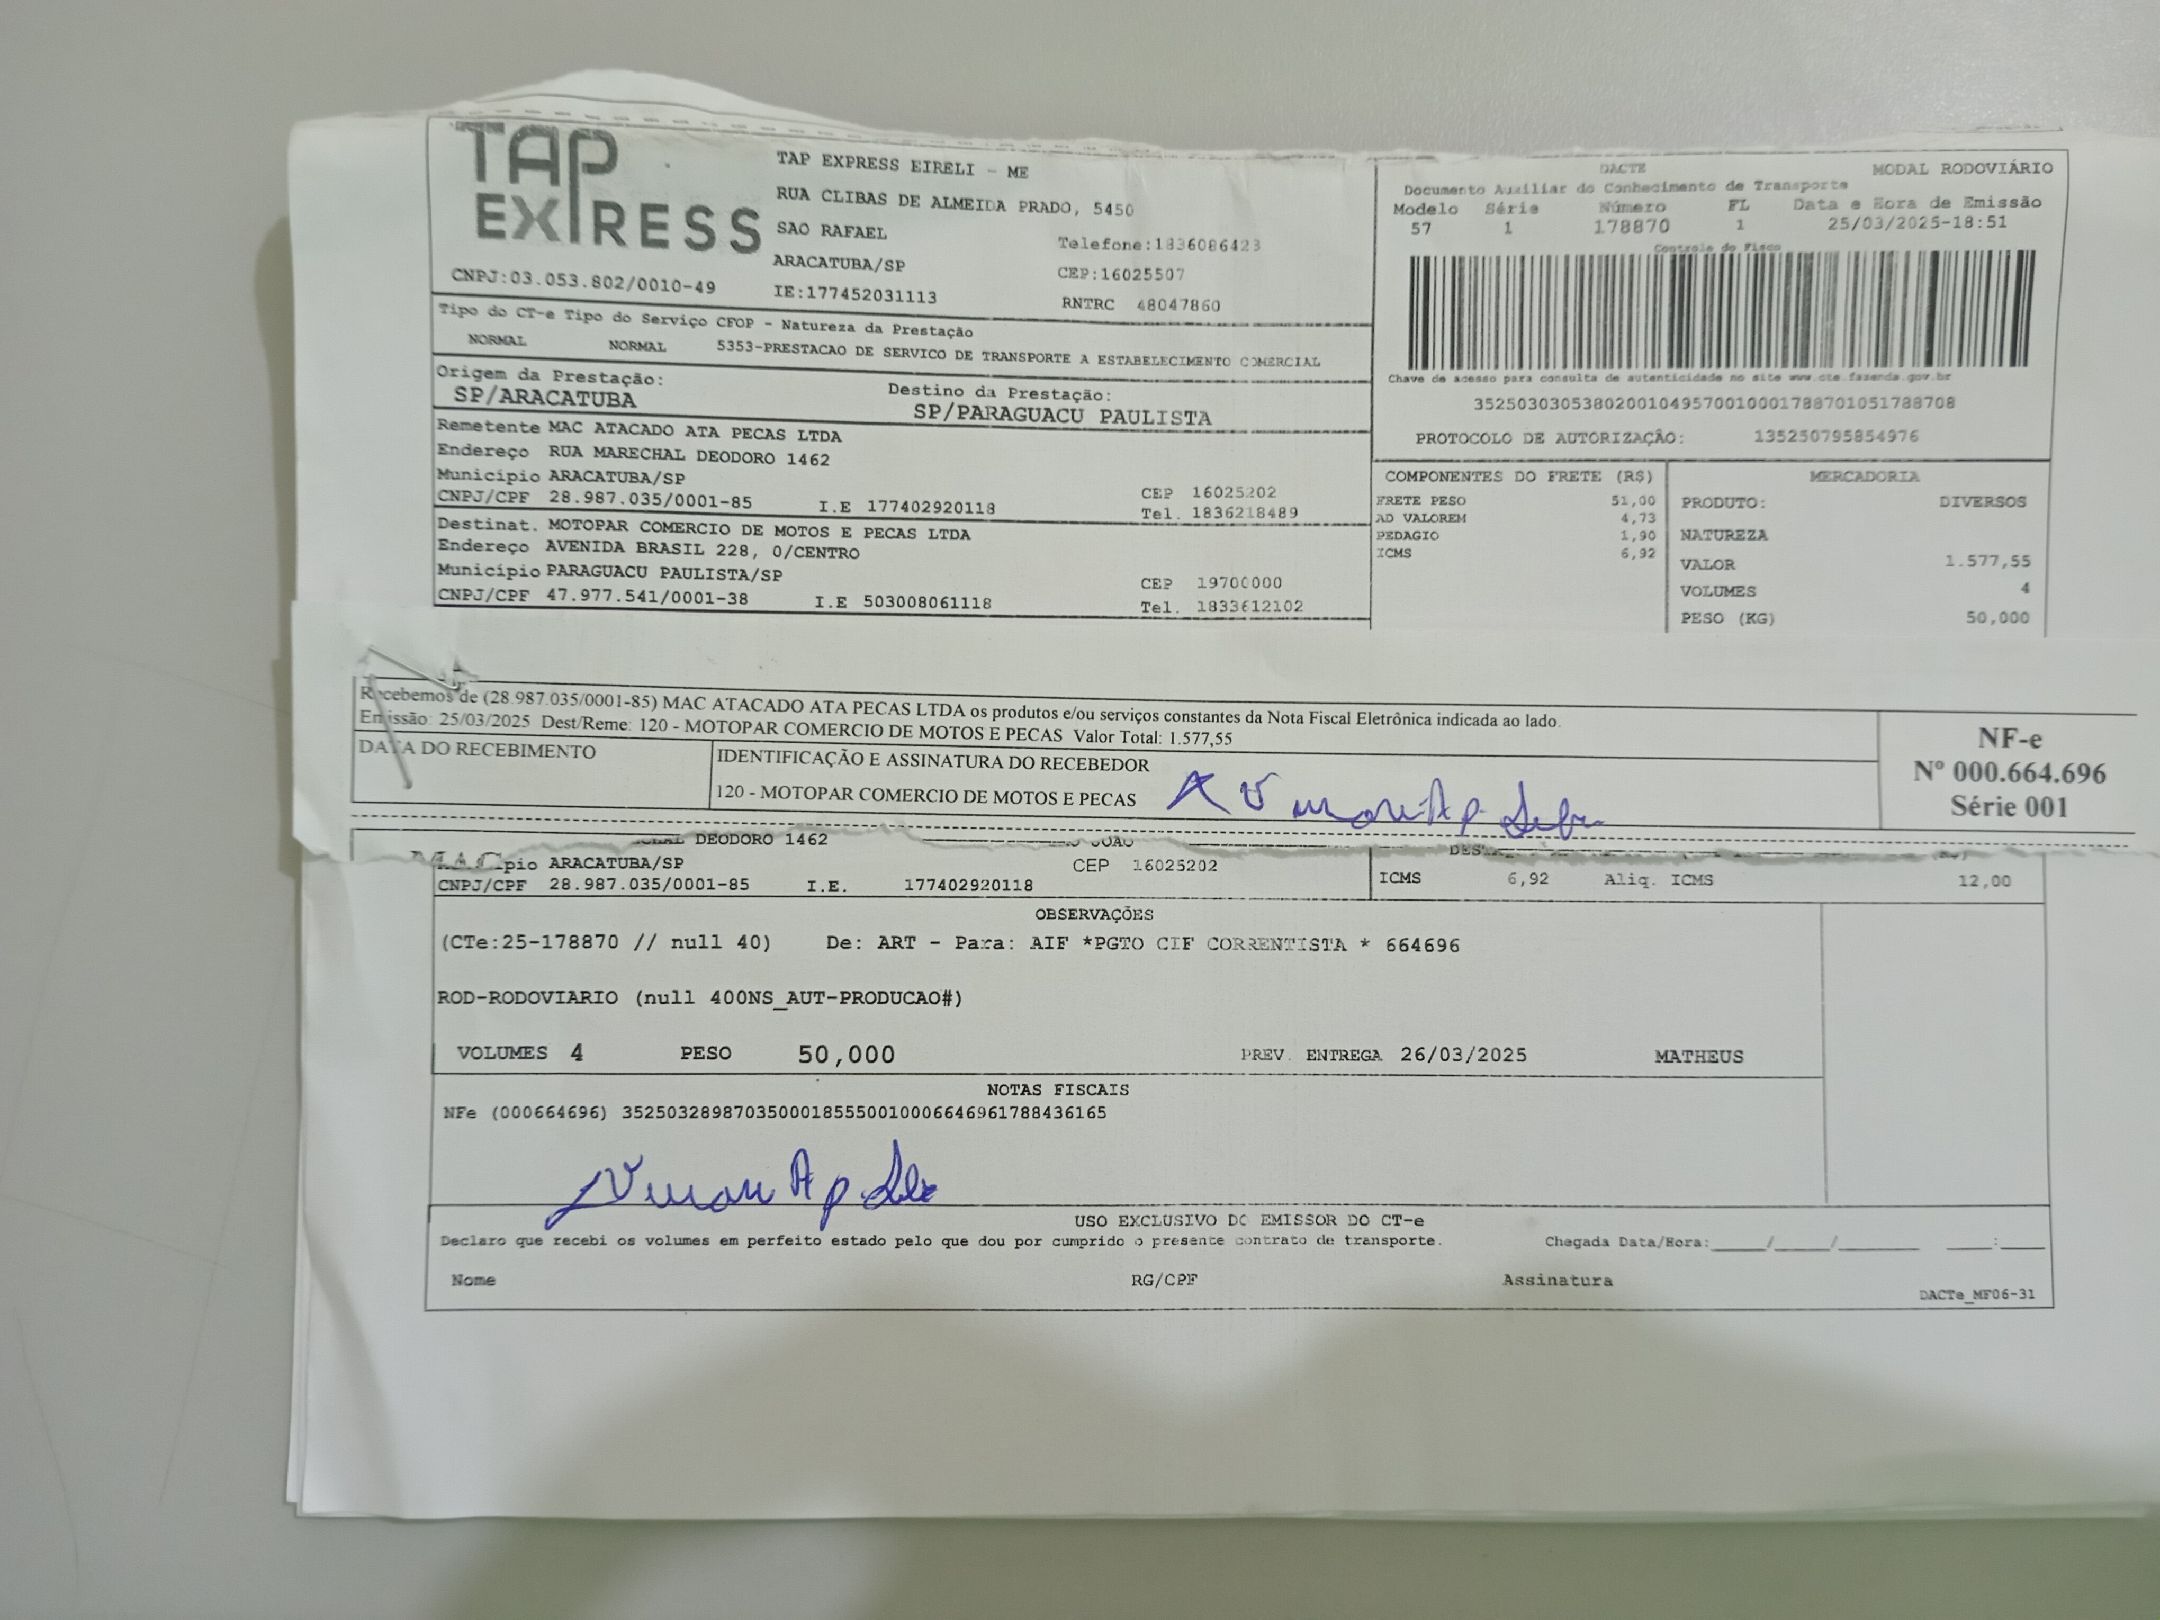 TAP EXPRESS
TAP EXPRESS EIRELI - ME
RUA CLIBAS DE ALMEIDA PRADO, 5450
SAO RAFAEL
Telefone:1836086423
ARACATUBA/SP
CEP:16025507
CNPJ:03.053.802/0010-49
IE:177452031113
RNTRC 48047860
DACTE MODAL RODOVIÁRIO
Documento Auxiliar do Conhecimento de Transporte
Modelo Série Número FL Data e Hora de Emissão
57 1 178870 1 25/03/2025-18:51
Controle do Fisco
Chave de acesso para consulta de autenticidade no site www.cte.fazenda.gov.br
35250303053802001049570010001788701051788708
PROTOCOLO DE AUTORIZAÇÃO: 135250795854976
Tipo do CT-e Tipo do Serviço CFOP - Natureza da Prestação
NORMAL NORMAL 5353-PRESTACAO DE SERVICO DE TRANSPORTE A ESTABELECIMENTO COMERCIAL
Origem da Prestação: Destino da Prestação:
SP/ARACATUBA SP/PARAGUACU PAULISTA
Remetente MAC ATACADO ATA PECAS LTDA
Endereço RUA MARECHAL DEODORO 1462
Município ARACATUBA/SP CEP 16025202
CNPJ/CPF 28.987.035/0001-85 I.E 177402920118 Tel. 1836218489
Destinat. MOTOPAR COMERCIO DE MOTOS E PECAS LTDA
Endereço AVENIDA BRASIL 228, 0/CENTRO
Município PARAGUACU PAULISTA/SP CEP 19700000
CNPJ/CPF 47.977.541/0001-38 I.E 503008061118 Tel. 1833612102
COMPONENTES DO FRETE (R$)
FRETE PESO 51,00
AD VALOREM 4,73
PEDAGIO 1,90
ICMS 6,92
MERCADORIA
PRODUTO: DIVERSOS
NATUREZA
VALOR 1.577,55
VOLUMES 4
PESO (KG) 50,000
Recebemos de (28.987.035/0001-85) MAC ATACADO ATA PECAS LTDA os produtos e/ou serviços constantes da Nota Fiscal Eletrônica indicada ao lado.
Emissão: 25/03/2025 Dest/Reme: 120 - MOTOPAR COMERCIO DE MOTOS E PECAS Valor Total: 1.577,55
DATA DO RECEBIMENTO
IDENTIFICAÇÃO E ASSINATURA DO RECEBEDOR
120 - MOTOPAR COMERCIO DE MOTOS E PECAS
NF-e
Nº 000.664.696
Série 001
DEODORO 1462
ARACATUBA/SP CEP 16025202
CNPJ/CPF 28.987.035/0001-85 I.E. 177402920118
ICMS 6,92 Aliq. ICMS 12,00
OBSERVAÇÕES
(CTe:25-178870 // null 40) De: ART - Para: AIF *PGTO CIF CORRENTISTA * 664696
ROD-RODOVIARIO (null 400NS_AUT-PRODUCAO#)
VOLUMES 4 PESO 50,000 PREV. ENTREGA 26/03/2025 MATHEUS
NOTAS FISCAIS
NFe (000664696) 35250328987035000185550010006646961788436165
USO EXCLUSIVO DO EMISSOR DO CT-e
Declaro que recebi os volumes em perfeito estado pelo que dou por cumprido o presente contrato de transporte. Chegada Data/Hora:____/____/________ ____:____
Nome RG/CPF Assinatura
DACTe_MF06-31